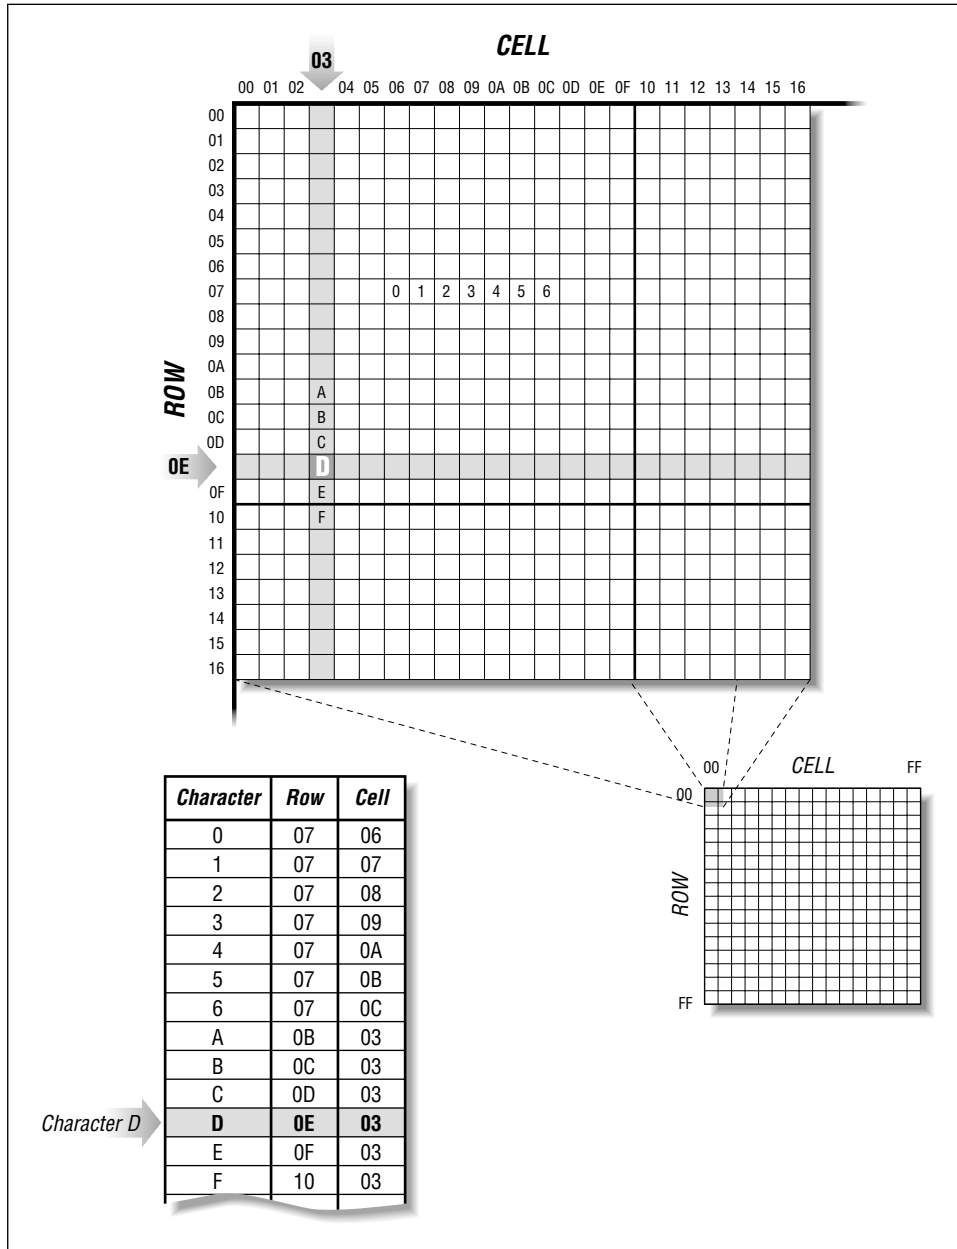 CELL
03
00 01 02 04 05 06 07 08 09 0A 0B 0C 0D 0E 0F 10 11 12 13 14 15 16
00
01
02
03
04
05
06
07 0 1 2 3 4 5 6
08
09
0A
ROW
0B A
0C B
0D C
0E D
0F E
10 F
11
12
13
14
15
16
00 CELL FF
00
ROW
FF
Character Row Cell
0 07 06
1 07 07
2 07 08
3 07 09
4 07 0A
5 07 0B
6 07 0C
A 0B 03
B 0C 03
C 0D 03
Character D D 0E 03
E 0F 03
F 10 03